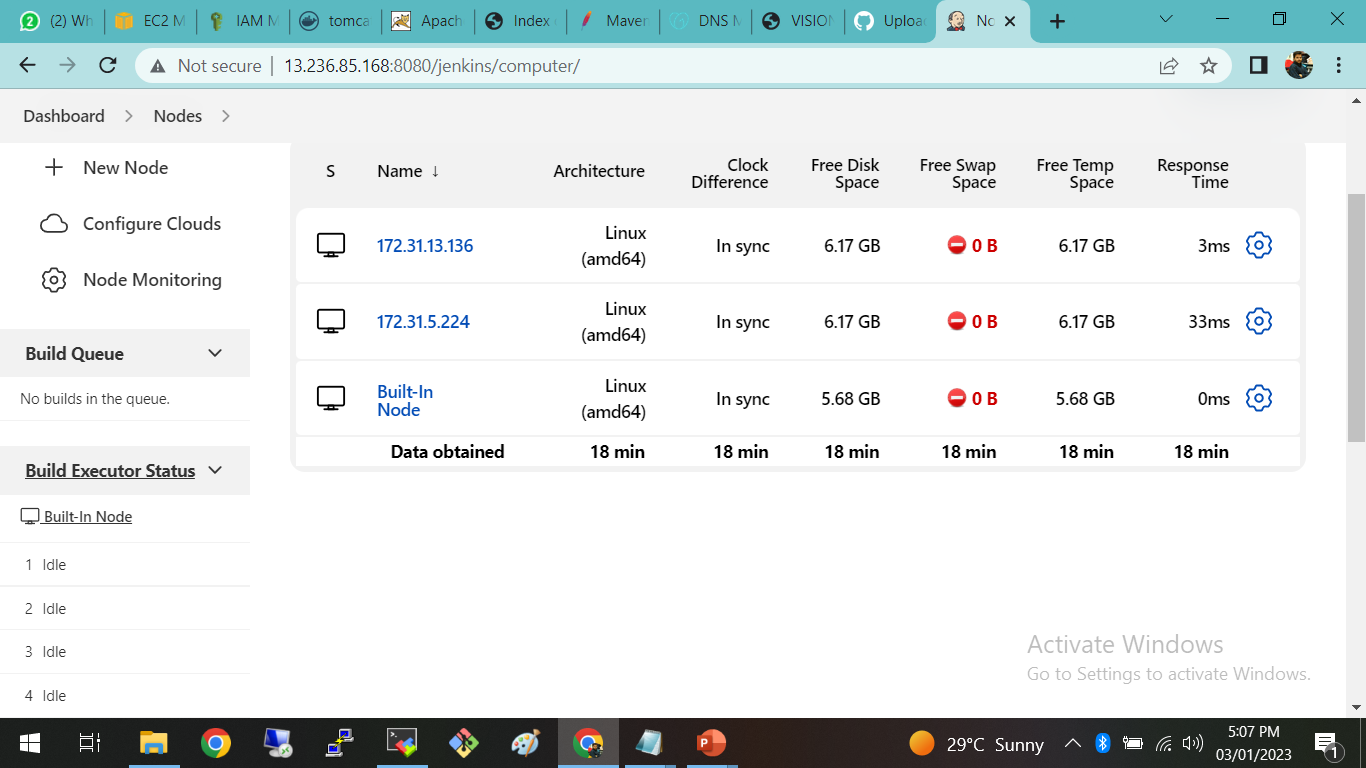 (2) Wh
EC2 M
IAM M
tomca
Apach
Index
Maven
DNS M
VISION
Uploa
No
Not secure
13.236.85.168:8080/jenkins/computer/
Dashboard
Nodes
New Node
Configure Clouds
Node Monitoring
Build Queue
No builds in the queue.
Build Executor Status
Built-In Node
1 Idle
2 Idle
3 Idle
4 Idle
S
Name ↓
Architecture
Clock
Difference
Free Disk
Space
Free Swap
Space
Free Temp
Space
Response
Time
172.31.13.136
Linux
(amd64)
In sync
6.17 GB
0 B
6.17 GB
3ms
172.31.5.224
Linux
(amd64)
In sync
6.17 GB
0 B
6.17 GB
33ms
Built-In
Node
Linux
(amd64)
In sync
5.68 GB
0 B
5.68 GB
0ms
Data obtained
18 min
18 min
18 min
18 min
18 min
18 min
Activate Windows
Go to Settings to activate Windows.
29°C Sunny
5:07 PM
03/01/2023
1